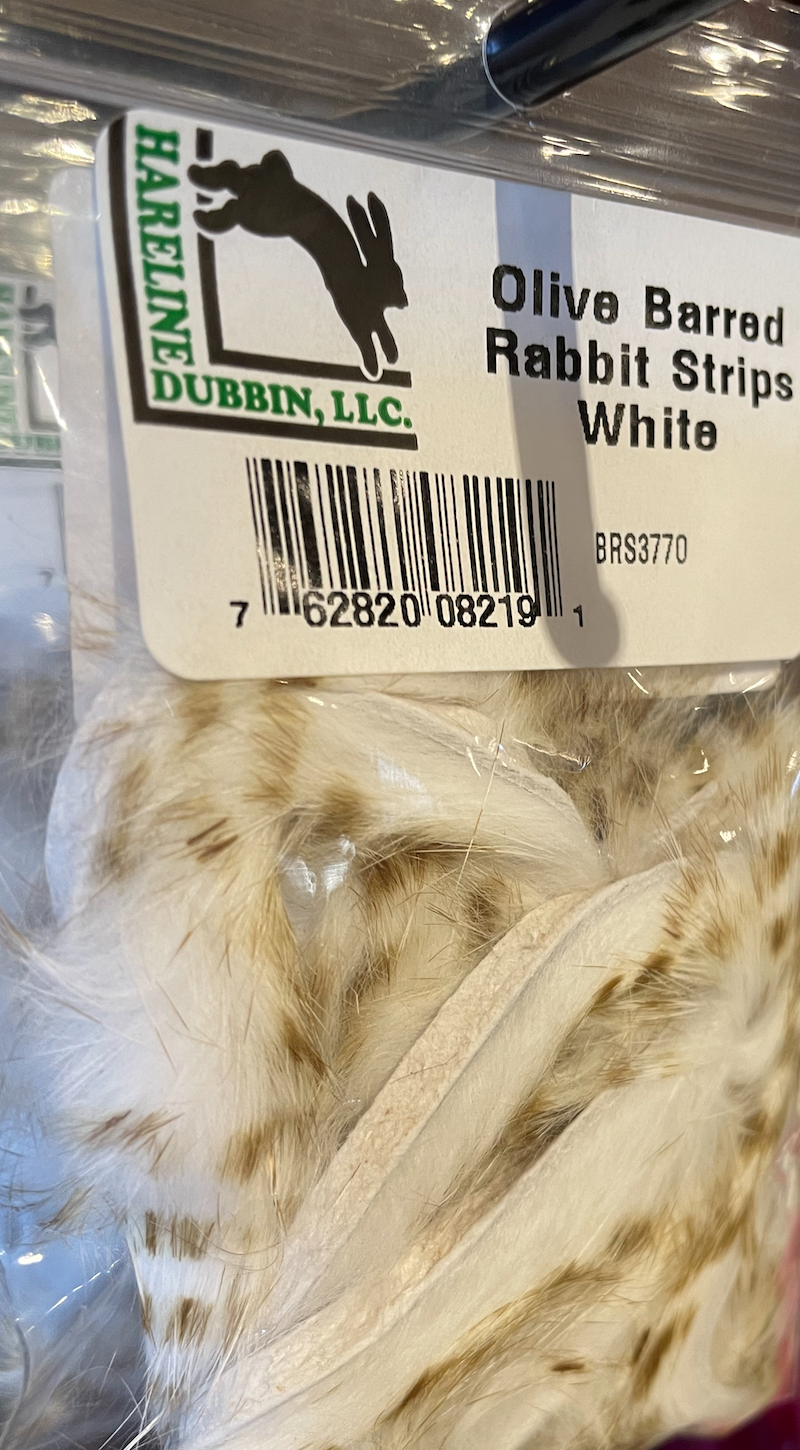 HARELINE
DUBBIN, LLC.
Olive Barred
Rabbit Strips
White
BRS3770
7 62820 08219 1